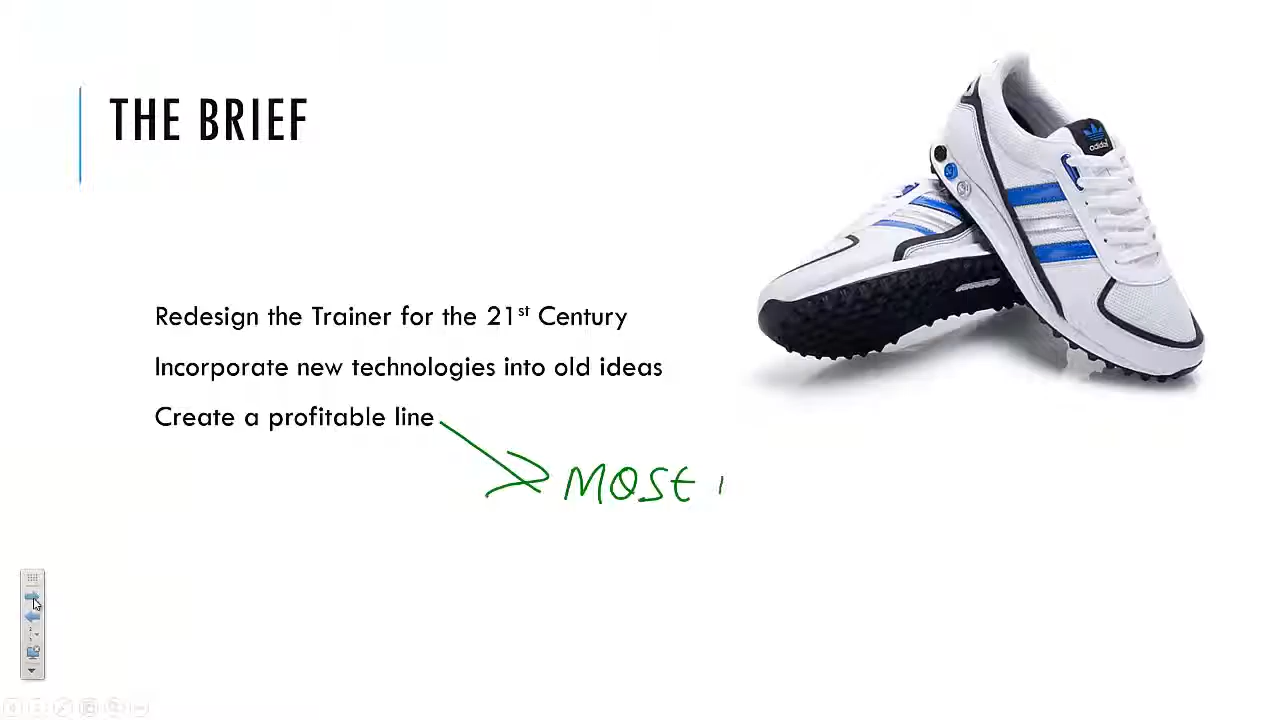 THE BRIEF
adidas
Redesign the Trainer for the 21st Century
Incorporate new technologies into old ideas
Create a profitable line
MOST